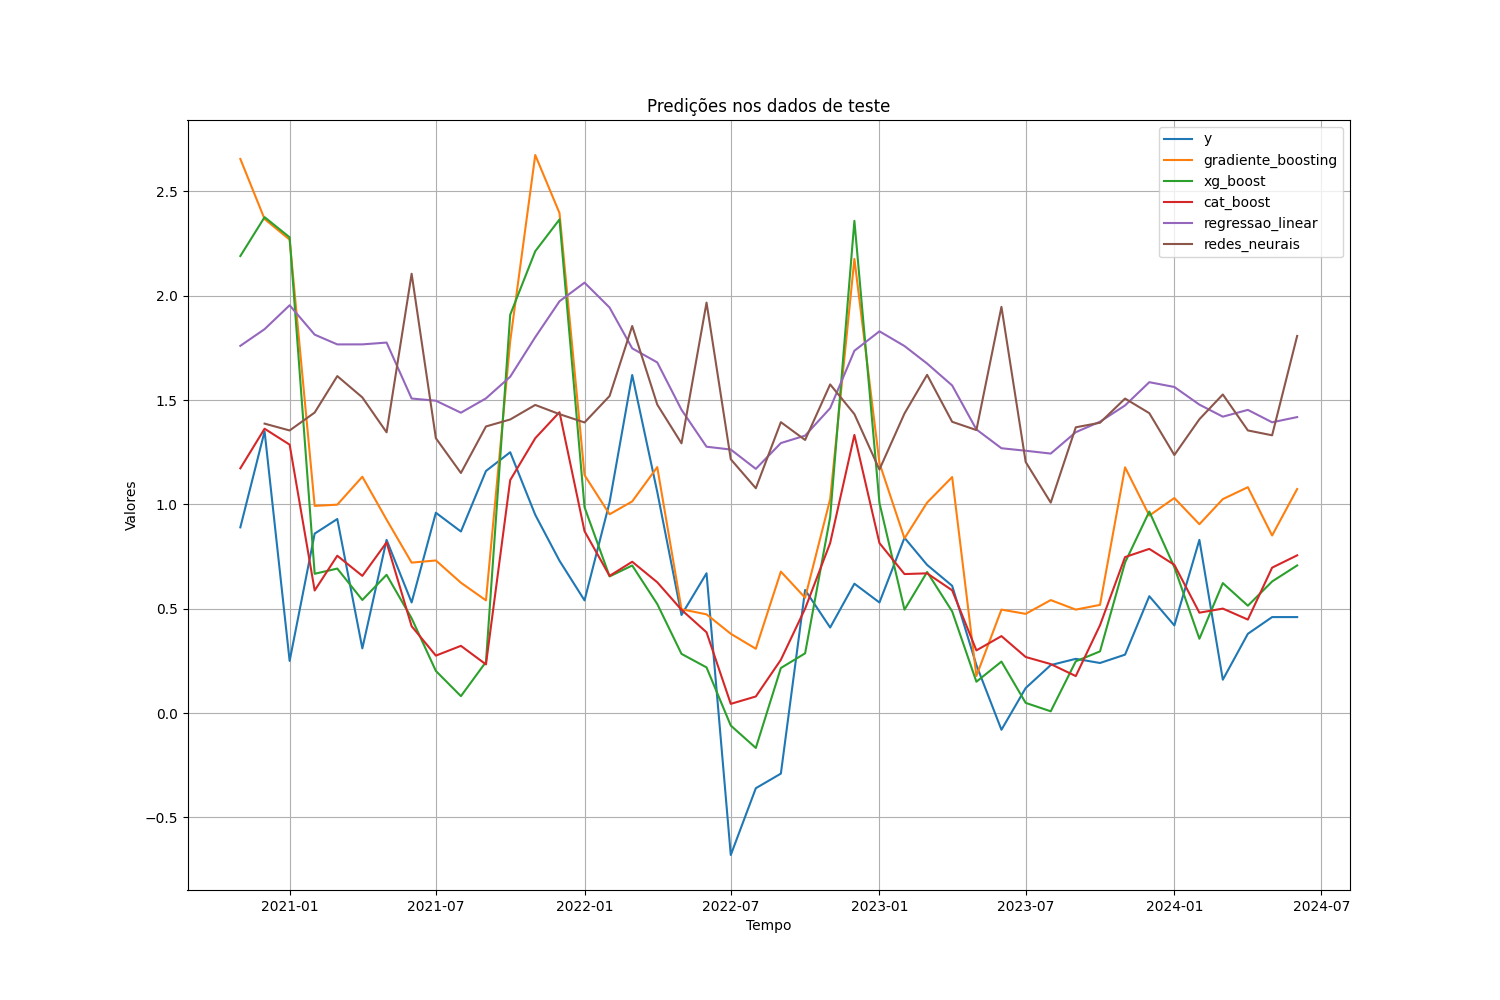 Predições nos dados de teste
y
gradiente_boosting
xg_boost
cat_boost
regressao_linear
redes_neurais
Valores
2.5
2.0
1.5
1.0
0.5
0.0
−0.5
2021-01 2021-07 2022-01 2022-07 2023-01 2023-07 2024-01 2024-07
Tempo